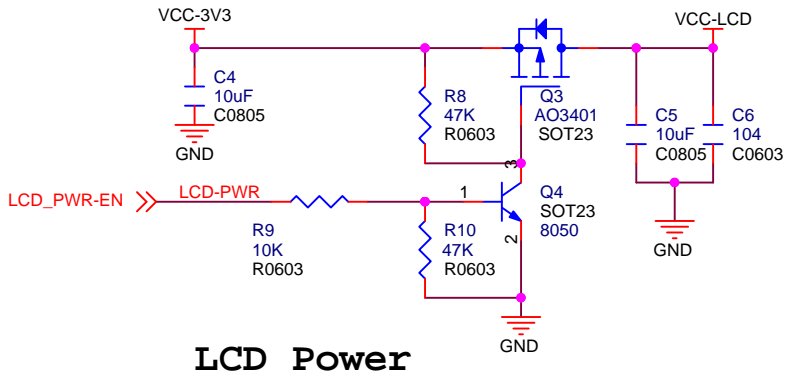 VCC-3V3
VCC-LCD
C4
10uF
C0805
GND
R8
47K
R0603
Q3
AO3401
SOT23
C5
10uF
C0805
C6
104
C0603
GND
LCD_PWR-EN
LCD-PWR
R9
10K
R0603
R10
47K
R0603
1
3
2
Q4
SOT23
8050
GND
LCD Power